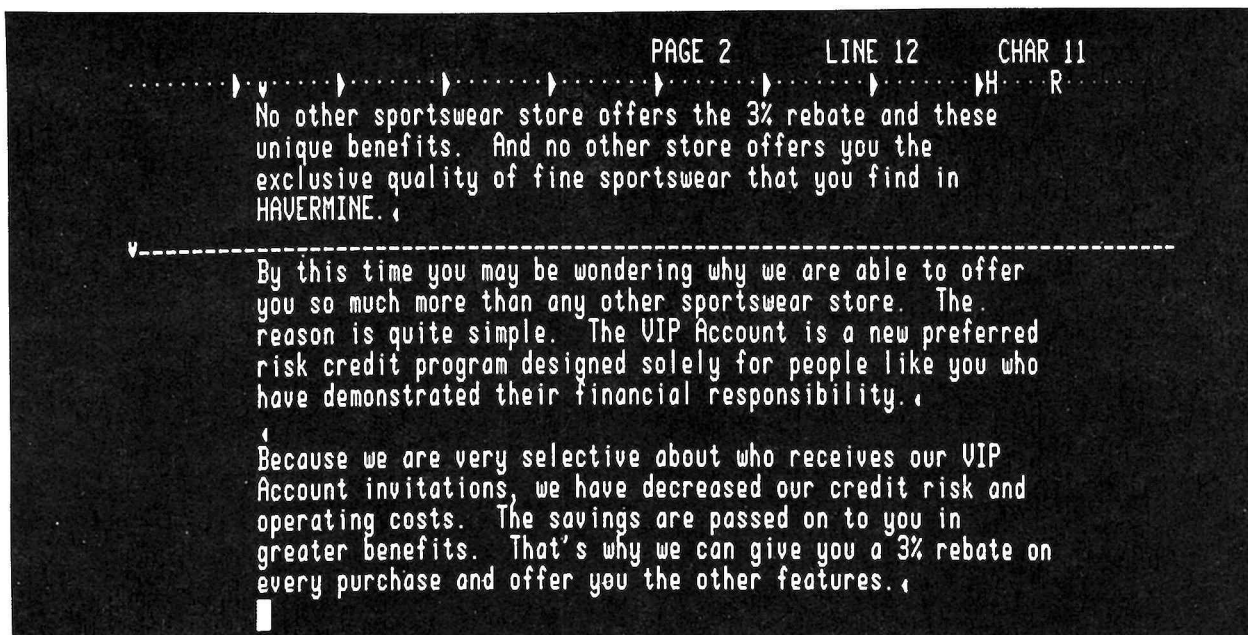 PAGE 2 LINE 12 CHAR 11
H R
No other sportswear store offers the 3% rebate and these
unique benefits. And no other store offers you the
exclusive quality of fine sportswear that you find in
HAVERMINE.
By this time you may be wondering why we are able to offer
you so much more than any other sportswear store. The
reason is quite simple. The VIP Account is a new preferred
risk credit program designed solely for people like you who
have demonstrated their financial responsibility.
Because we are very selective about who receives our VIP
Account invitations, we have decreased our credit risk and
operating costs. The savings are passed on to you in
greater benefits. That's why we can give you a 3% rebate on
every purchase and offer you the other features.